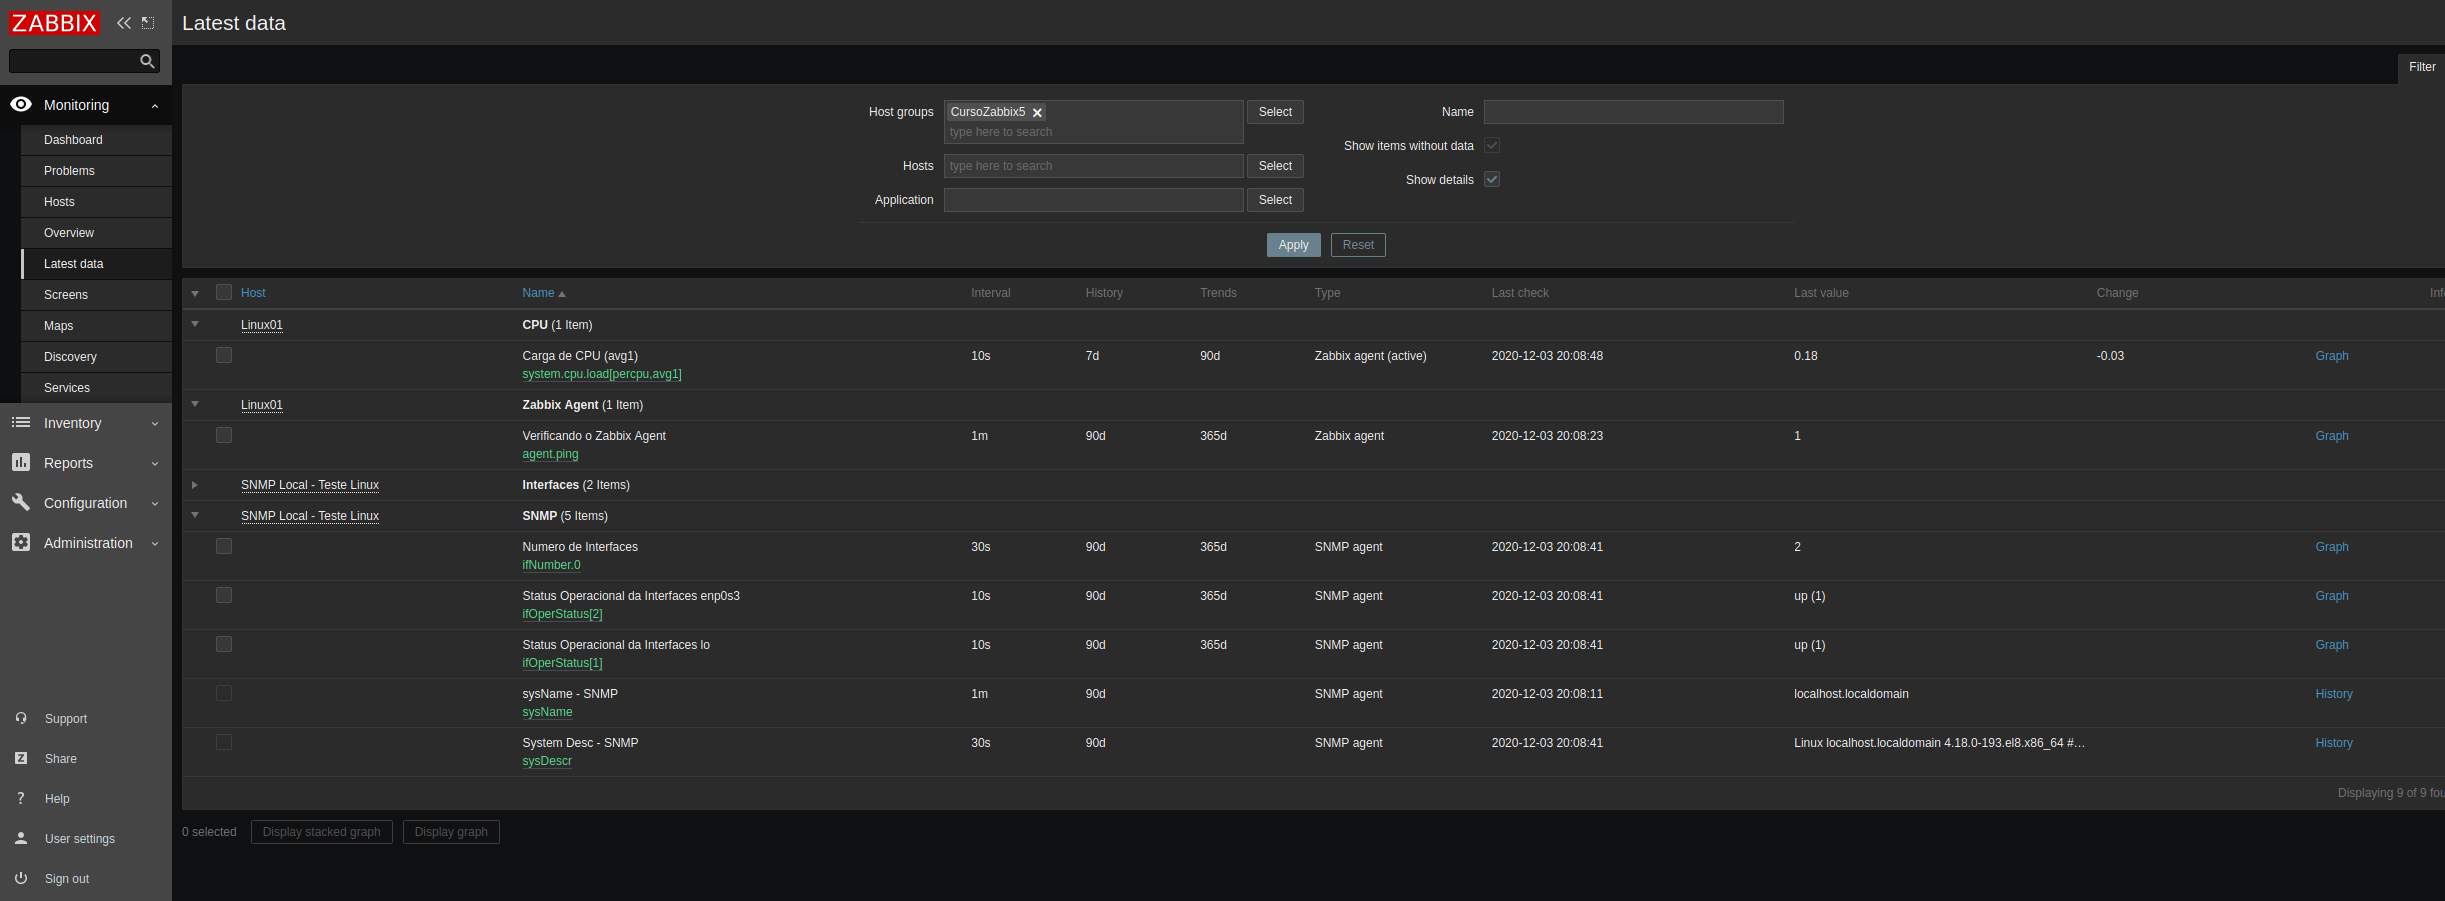 ZABBIX
Latest data
Filter
Monitoring
Dashboard
Problems
Hosts
Overview
Latest data
Screens
Maps
Discovery
Services
Inventory
Reports
Configuration
Administration
Support
Share
Help
User settings
Sign out
Host groups CursoZabbix5 type here to search Select
Hosts type here to search Select
Application Select
Name
Show items without data
Show details
Apply Reset
Host Name Interval History Trends Type Last check Last value Change Inf
Linux01 CPU (1 Item)
Carga de CPU (avg1) 10s 7d 90d Zabbix agent (active) 2020-12-03 20:08:48 0.18 -0.03 Graph
system.cpu.load[percpu,avg1]
Linux01 Zabbix Agent (1 Item)
Verificando o Zabbix Agent 1m 90d 365d Zabbix agent 2020-12-03 20:08:23 1 Graph
agent.ping
SNMP Local - Teste Linux Interfaces (2 Items)
SNMP Local - Teste Linux SNMP (5 Items)
Numero de Interfaces 30s 90d 365d SNMP agent 2020-12-03 20:08:41 2 Graph
ifNumber.0
Status Operacional da Interfaces enp0s3 10s 90d 365d SNMP agent 2020-12-03 20:08:41 up (1) Graph
ifOperStatus[2]
Status Operacional da Interfaces lo 10s 90d 365d SNMP agent 2020-12-03 20:08:41 up (1) Graph
ifOperStatus[1]
sysName - SNMP 1m 90d SNMP agent 2020-12-03 20:08:11 localhost.localdomain History
sysName
System Desc - SNMP 30s 90d SNMP agent 2020-12-03 20:08:41 Linux localhost.localdomain 4.18.0-193.el8.x86_64 #... History
sysDescr
Displaying 9 of 9 fou
0 selected Display stacked graph Display graph